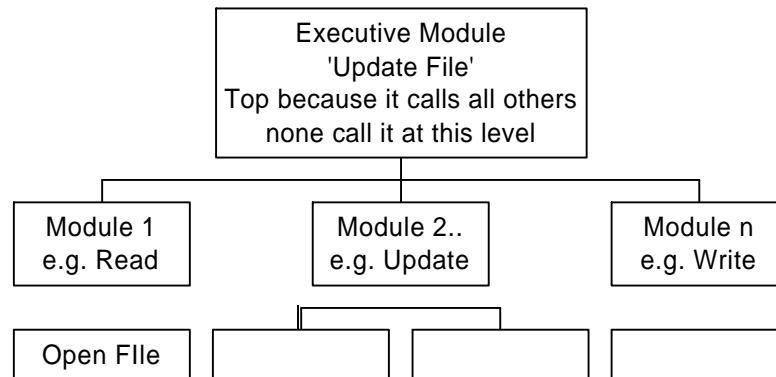 Executive Module
'Update File'
Top because it calls all others
none call it at this level
Module 1
e.g. Read
Module 2..
e.g. Update
Module n
e.g. Write
Open FIle